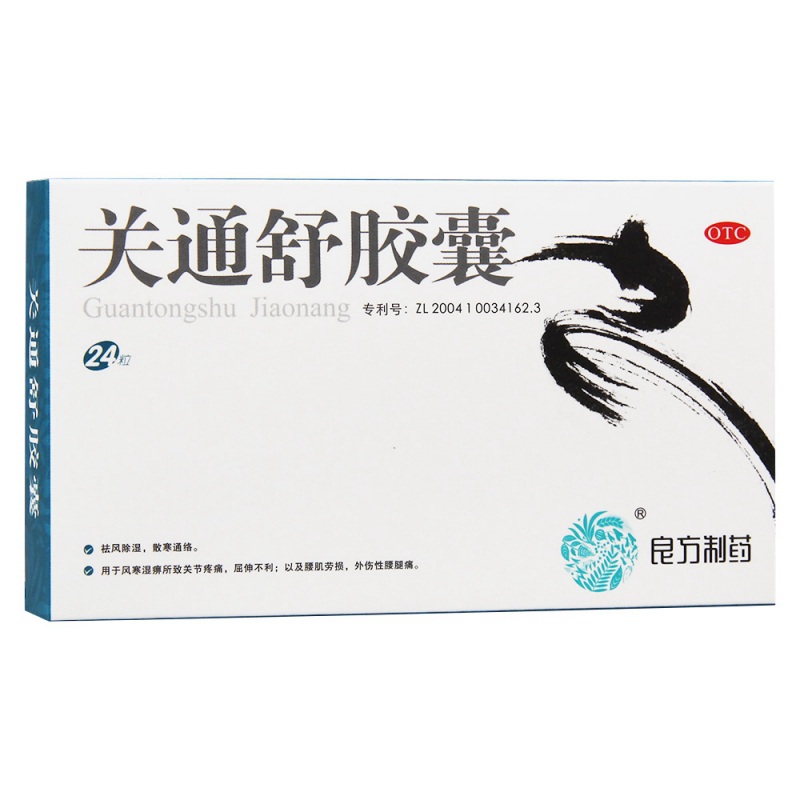 关通舒胶囊
OTC
Guantongshu Jiaonang
专利号：ZL 2004 1 0034162.3
24粒
关通舒胶囊
祛风除湿，散寒通络。
用于风寒湿痹所致关节疼痛，屈伸不利；以及腰肌劳损，外伤性腰腿痛。
®
良方制药